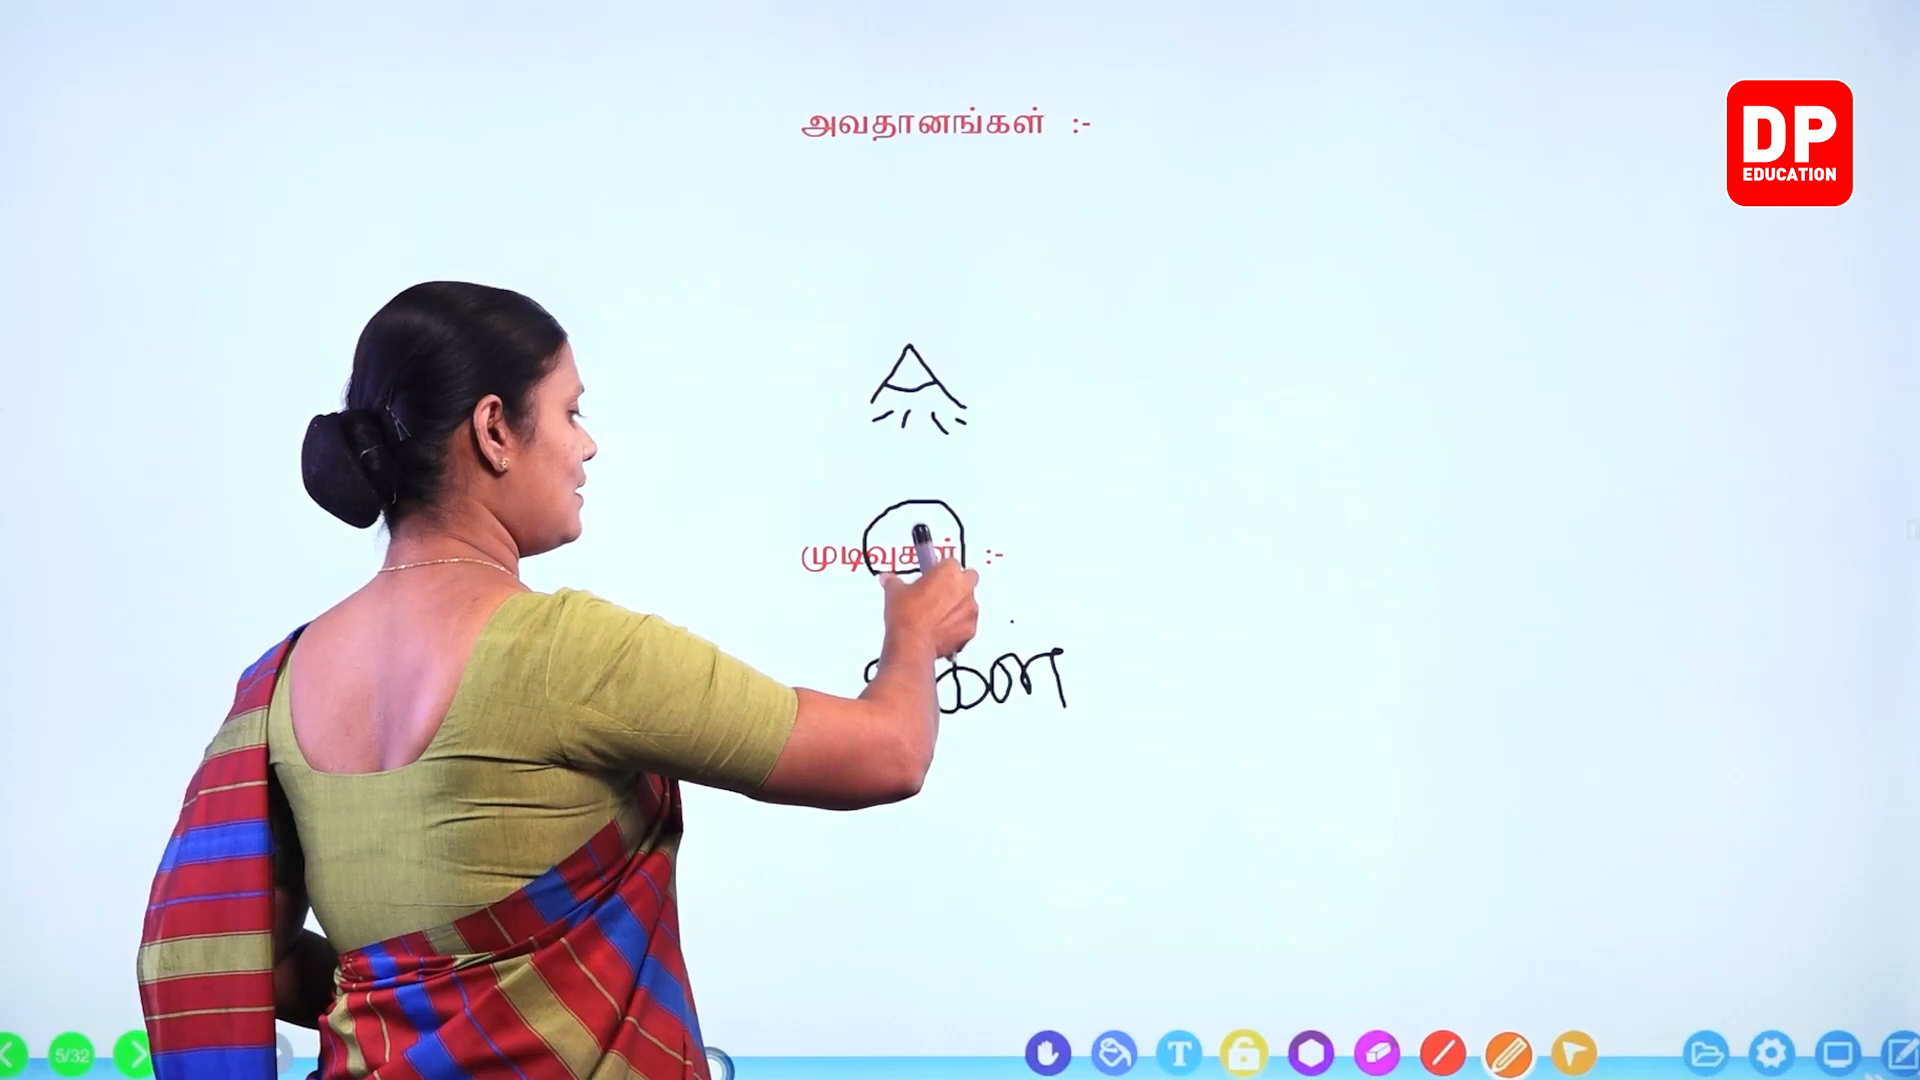 அவதானங்கள் :-
DP
EDUCATION
முடிவுகள் :-
5/32
T